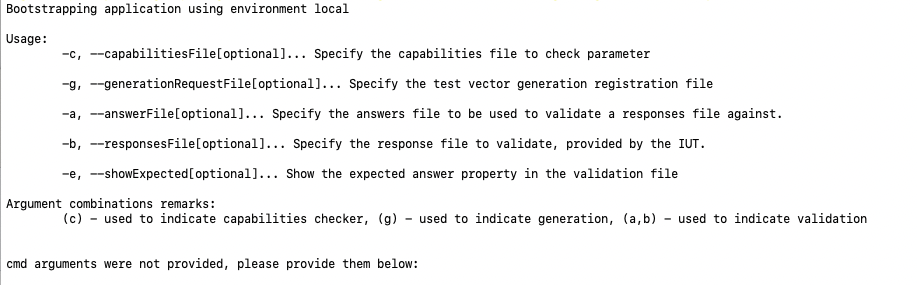 Bootstrapping application using environment local
Usage:
-c, --capabilitiesFile[optional]... Specify the capabilities file to check parameter
-g, --generationRequestFile[optional]... Specify the test vector generation registration file
-a, --answerFile[optional]... Specify the answers file to be used to validate a responses file against.
-b, --responsesFile[optional]... Specify the response file to validate, provided by the IUT.
-e, --showExpected[optional]... Show the expected answer property in the validation file
Argument combinations remarks:
(c) - used to indicate capabilities checker, (g) - used to indicate generation, (a,b) - used to indicate validation
cmd arguments were not provided, please provide them below: